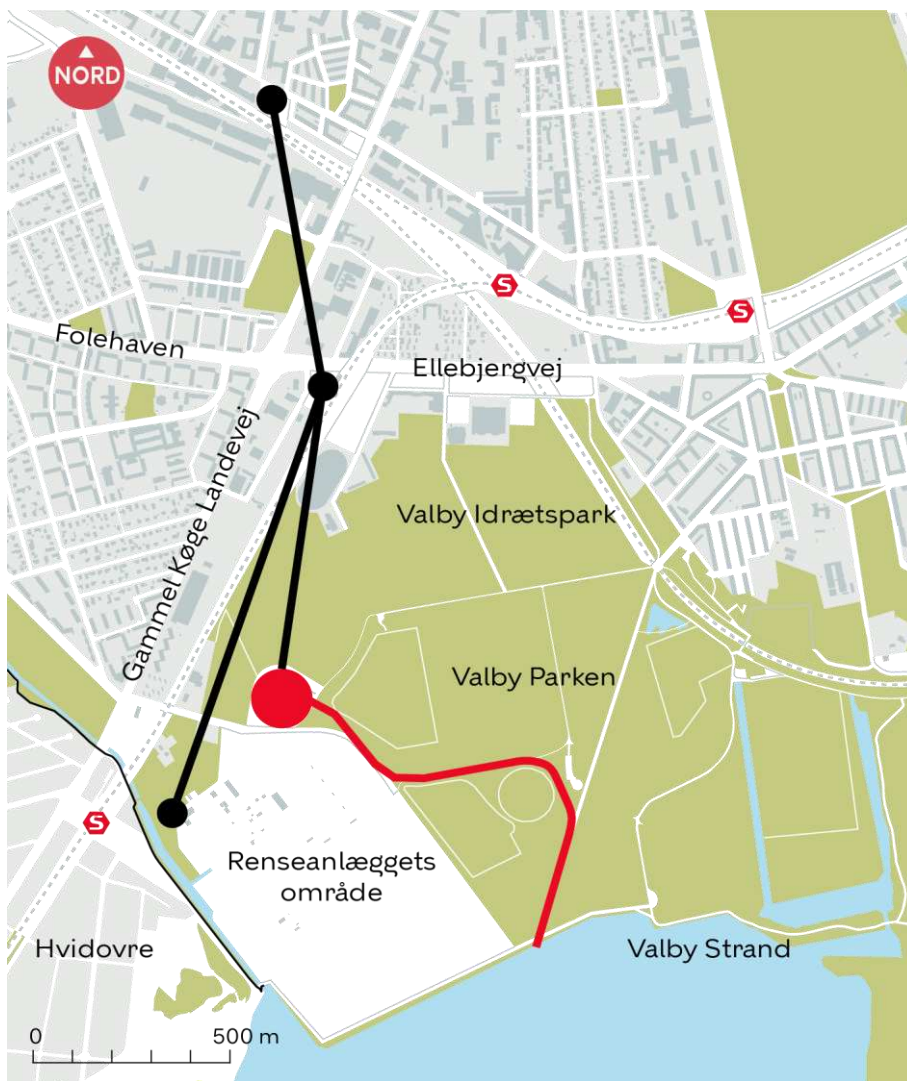 NORD
S
S
Folehaven
Ellebjergvej
Gammel Køge Landevej
Valby Idrætspark
Valby Parken
S
Renseanlæggets
område
Hvidovre
Valby Strand
0
500 m